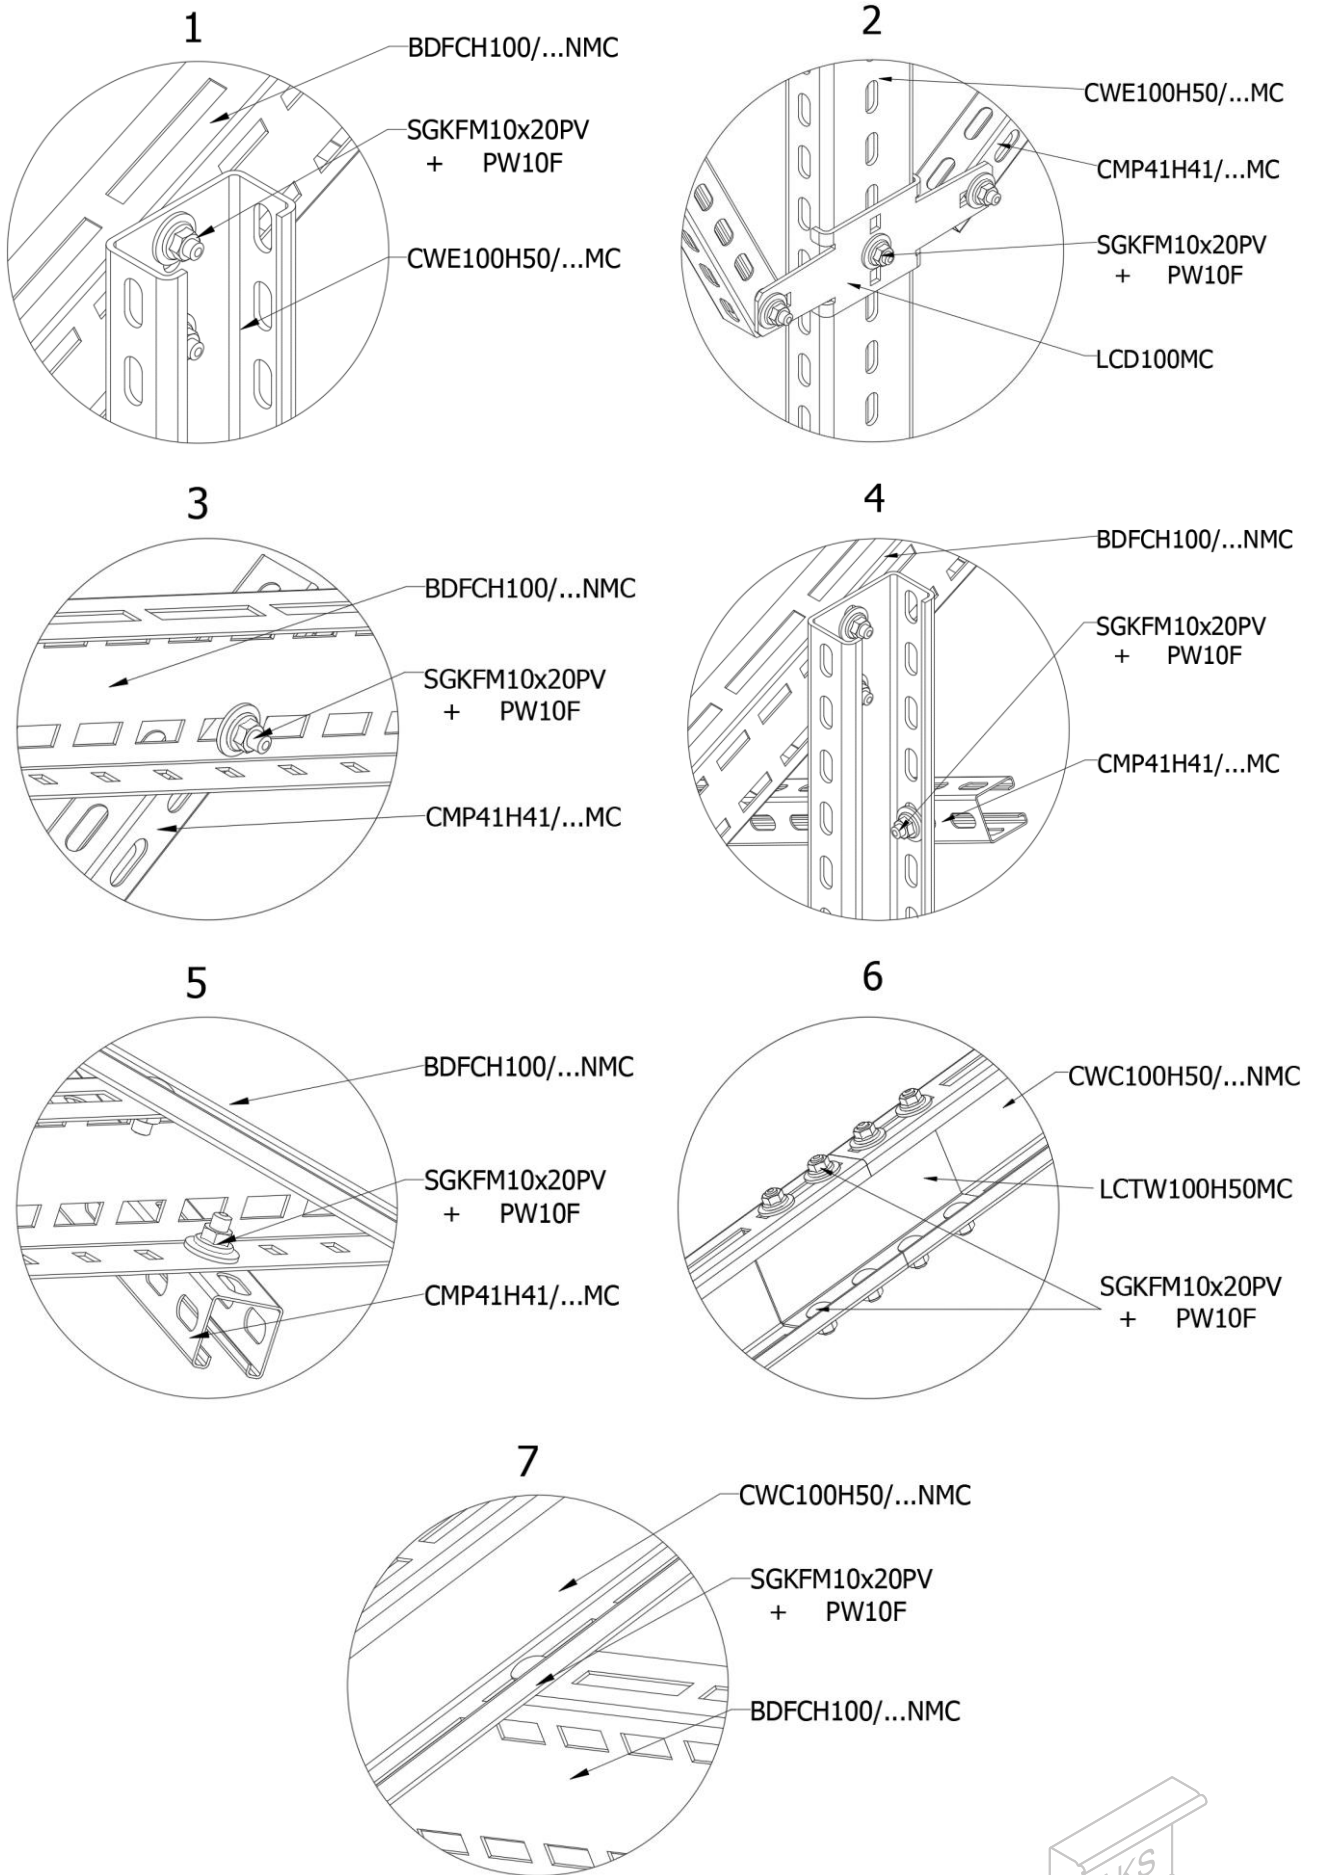 1
BDFCH100/...NMC
SGKFM10x20PV
+ PW10F
CWE100H50/...MC
2
CWE100H50/...MC
CMP41H41/...MC
SGKFM10x20PV
+ PW10F
LCD100MC
3
BDFCH100/...NMC
SGKFM10x20PV
+ PW10F
CMP41H41/...MC
4
BDFCH100/...NMC
SGKFM10x20PV
+ PW10F
CMP41H41/...MC
5
BDFCH100/...NMC
SGKFM10x20PV
+ PW10F
CMP41H41/...MC
6
CWC100H50/...NMC
LCTW100H50MC
SGKFM10x20PV
+ PW10F
7
CWC100H50/...NMC
SGKFM10x20PV
+ PW10F
BDFCH100/...NMC